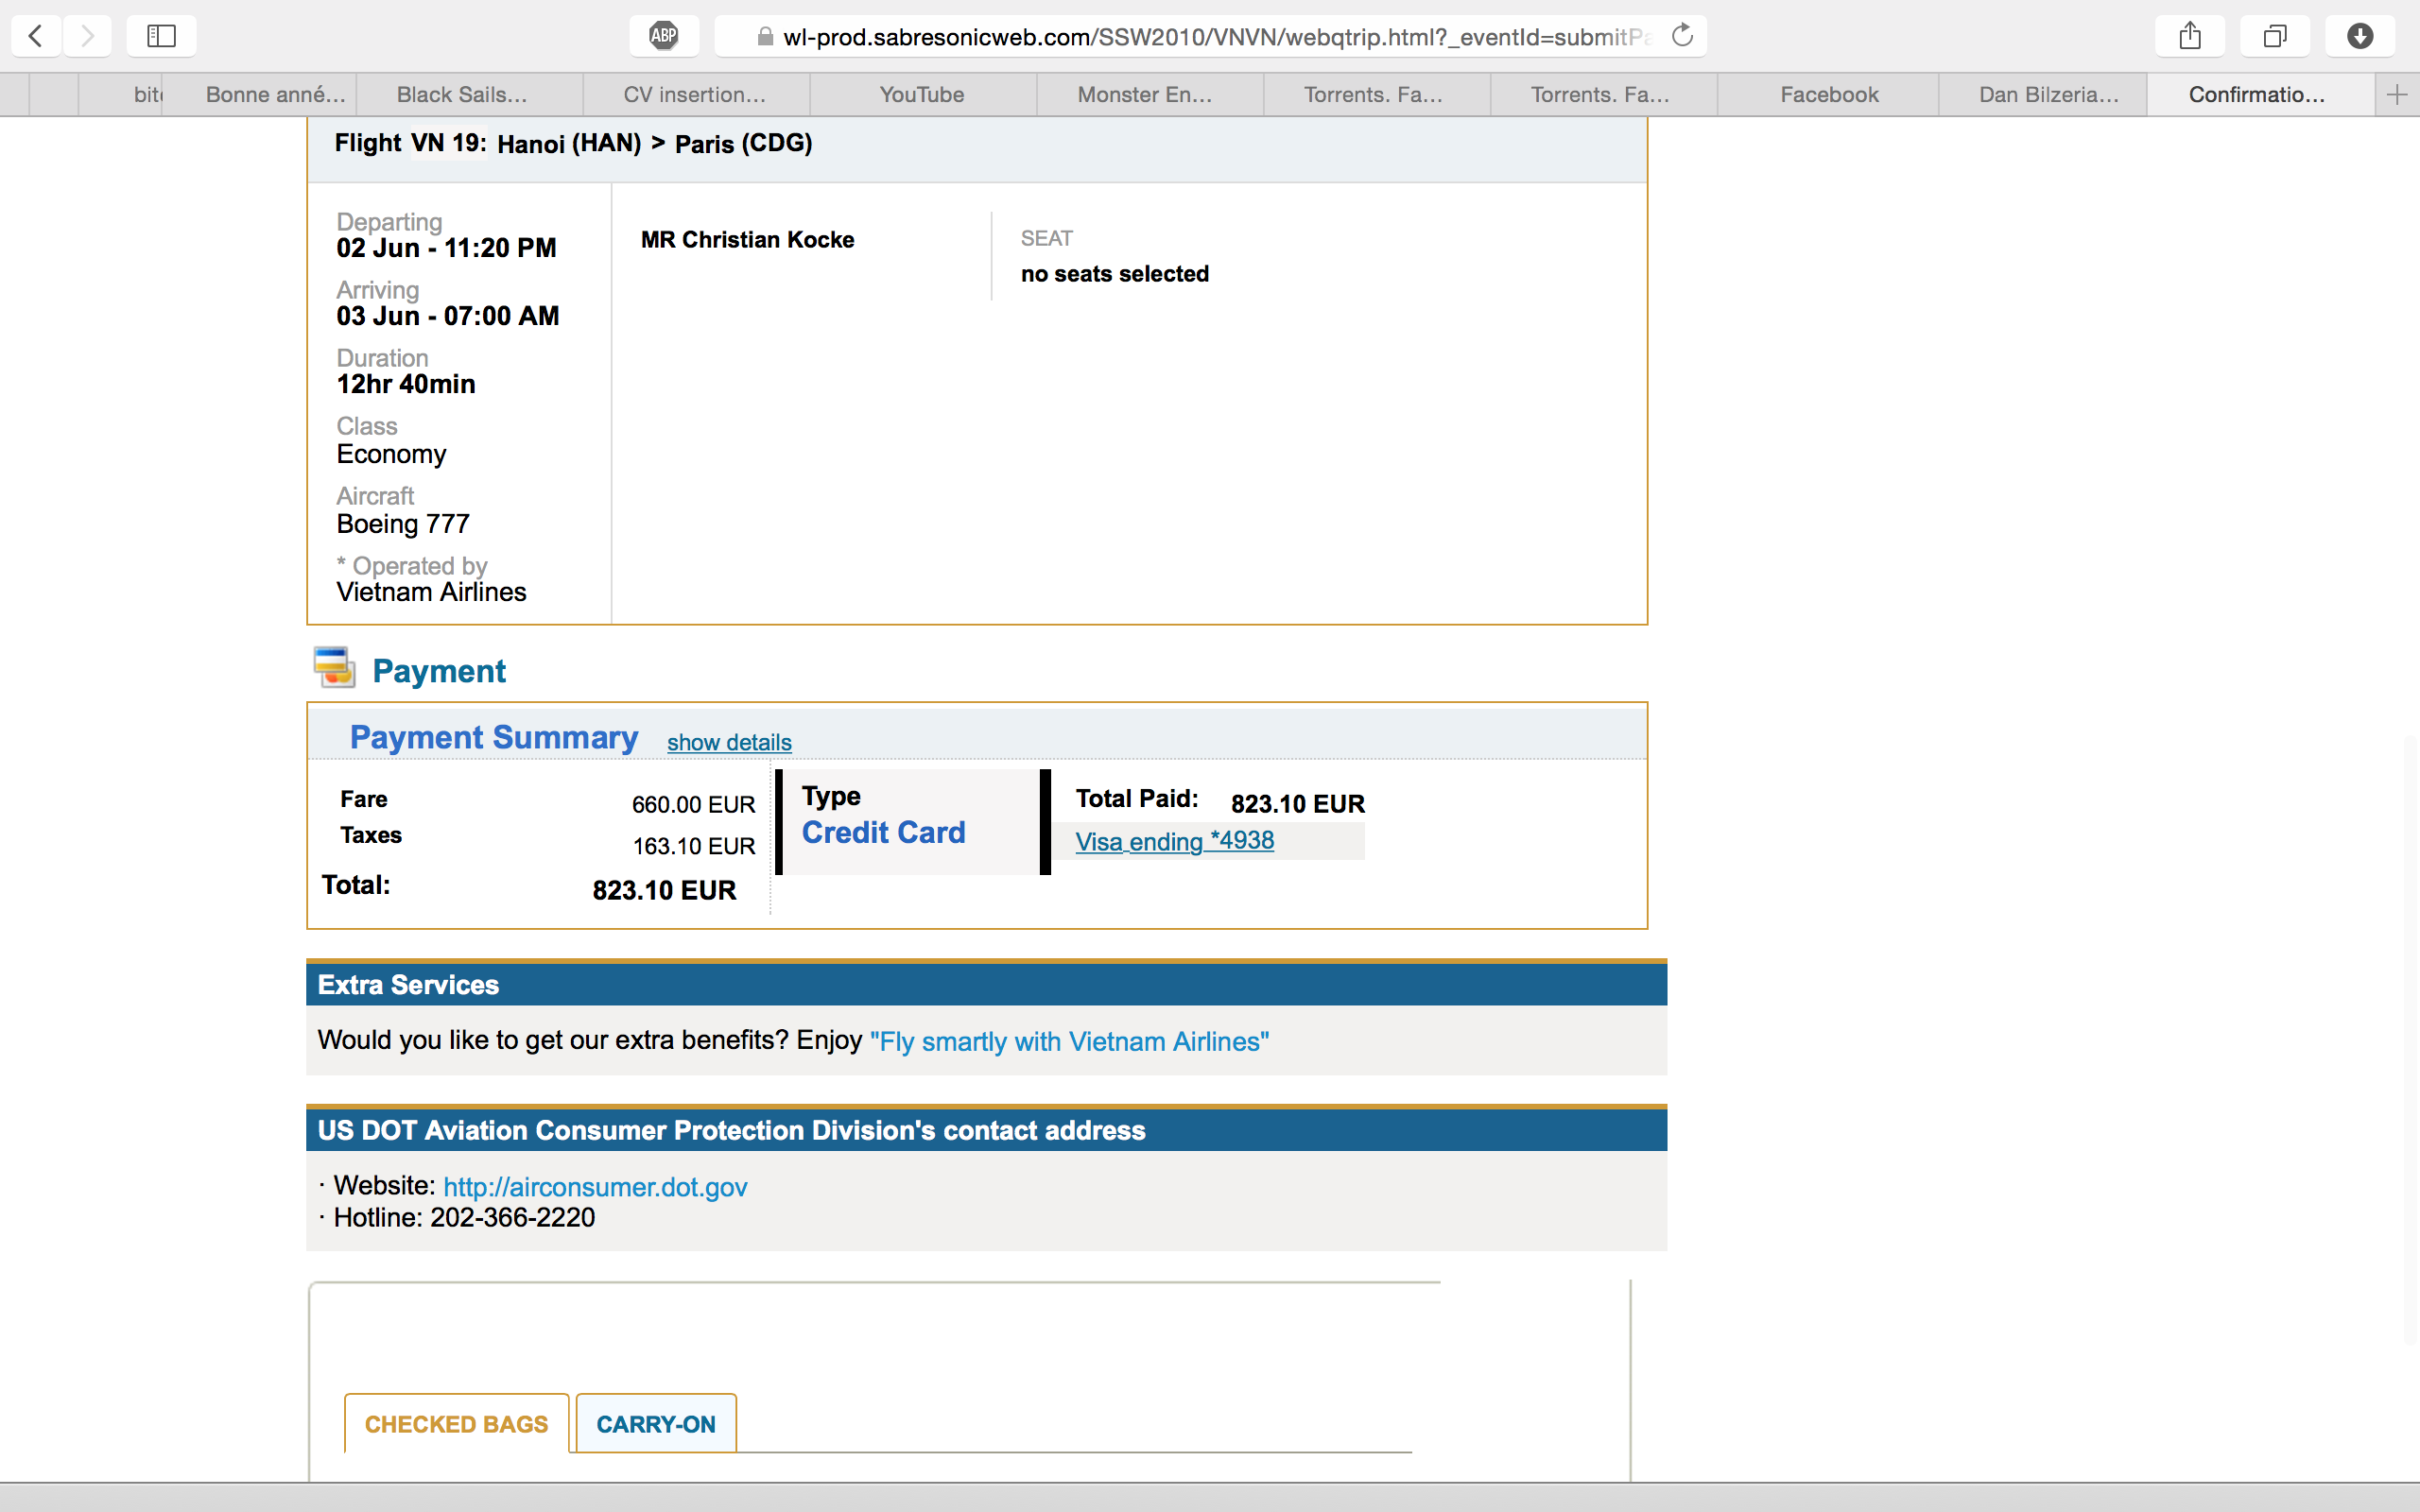 ABP
wl-prod.sabresonicweb.com/SSW2010/VNVN/webqtrip.html?_eventId=submitPa
bit
Bonne anné...
Black Sails...
CV insertion...
YouTube
Monster En...
Torrents. Fa...
Torrents. Fa...
Facebook
Dan Bilzeria...
Confirmatio...
Flight VN 19: Hanoi (HAN) > Paris (CDG)
Departing
02 Jun - 11:20 PM
Arriving
03 Jun - 07:00 AM
Duration
12hr 40min
Class
Economy
Aircraft
Boeing 777
* Operated by
Vietnam Airlines
MR Christian Kocke
SEAT
no seats selected
Payment
Payment Summary show details
Fare 660.00 EUR
Taxes 163.10 EUR
Total: 823.10 EUR
Type
Credit Card
Total Paid: 823.10 EUR
Visa ending *4938
Extra Services
Would you like to get our extra benefits? Enjoy "Fly smartly with Vietnam Airlines"
US DOT Aviation Consumer Protection Division's contact address
· Website: http://airconsumer.dot.gov
· Hotline: 202-366-2220
CHECKED BAGS
CARRY-ON